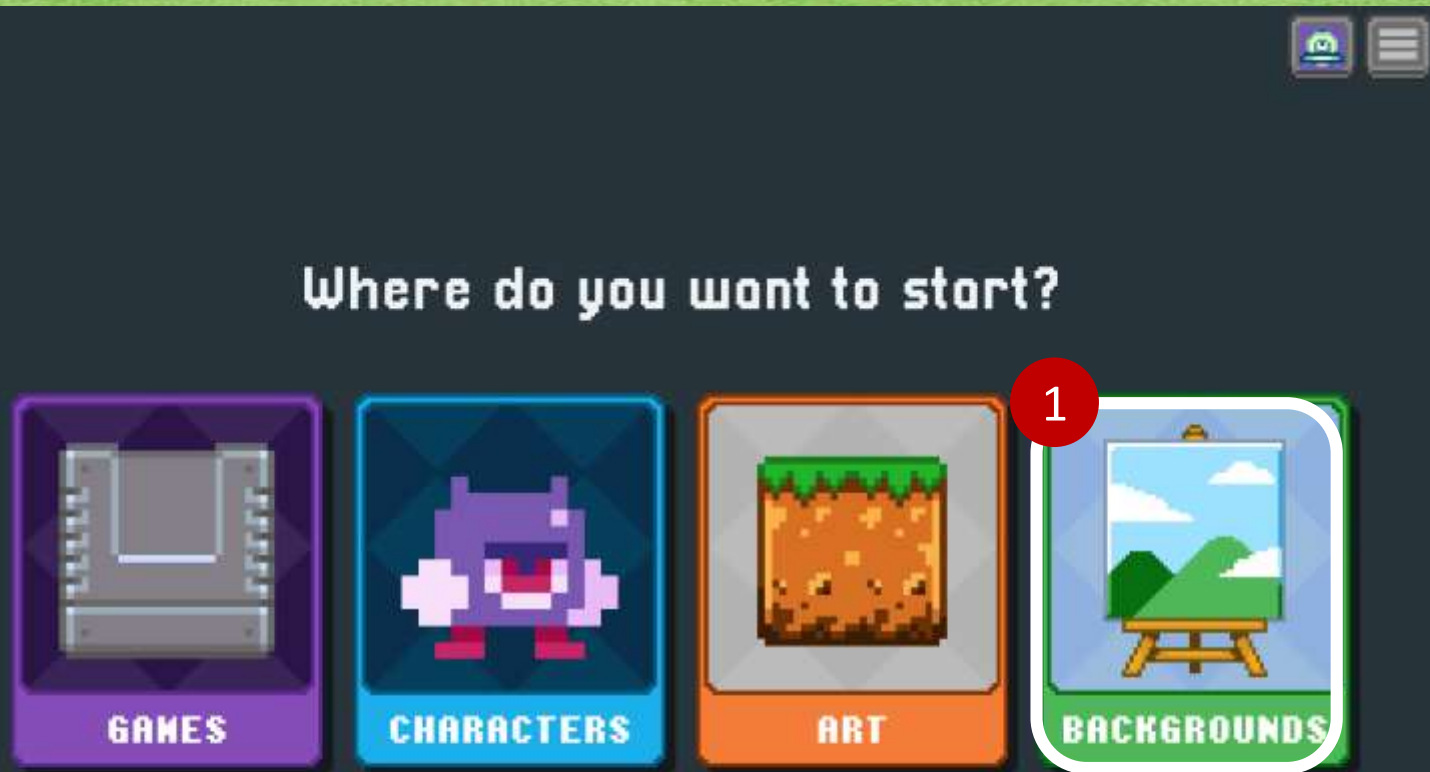 Where do you want to start?
1
GAMES
CHARACTERS
ART
BACKGROUNDS